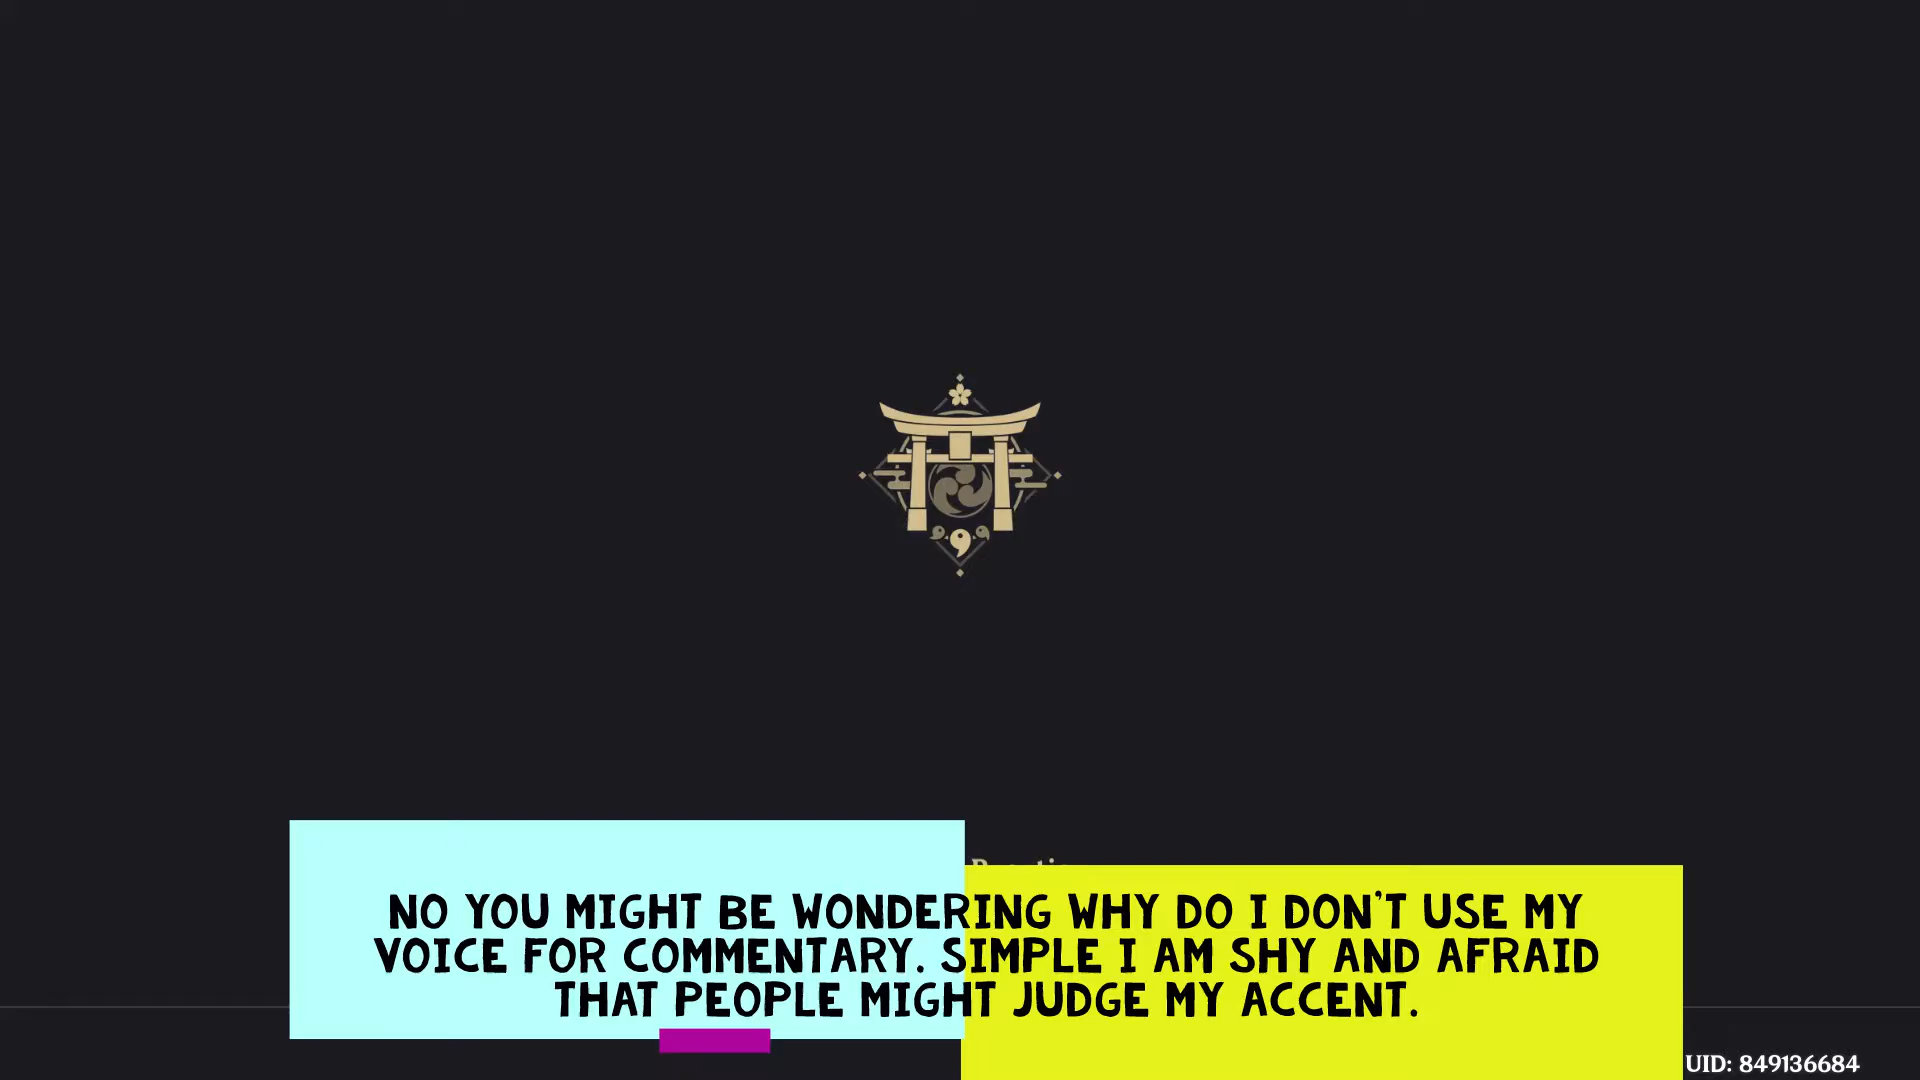 NO YOU MIGHT BE WONDERING WHY DO I DON'T USE MY
VOICE FOR COMMENTARY. SIMPLE I AM SHY AND AFRAID
THAT PEOPLE MIGHT JUDGE MY ACCENT.
UID: 849136684